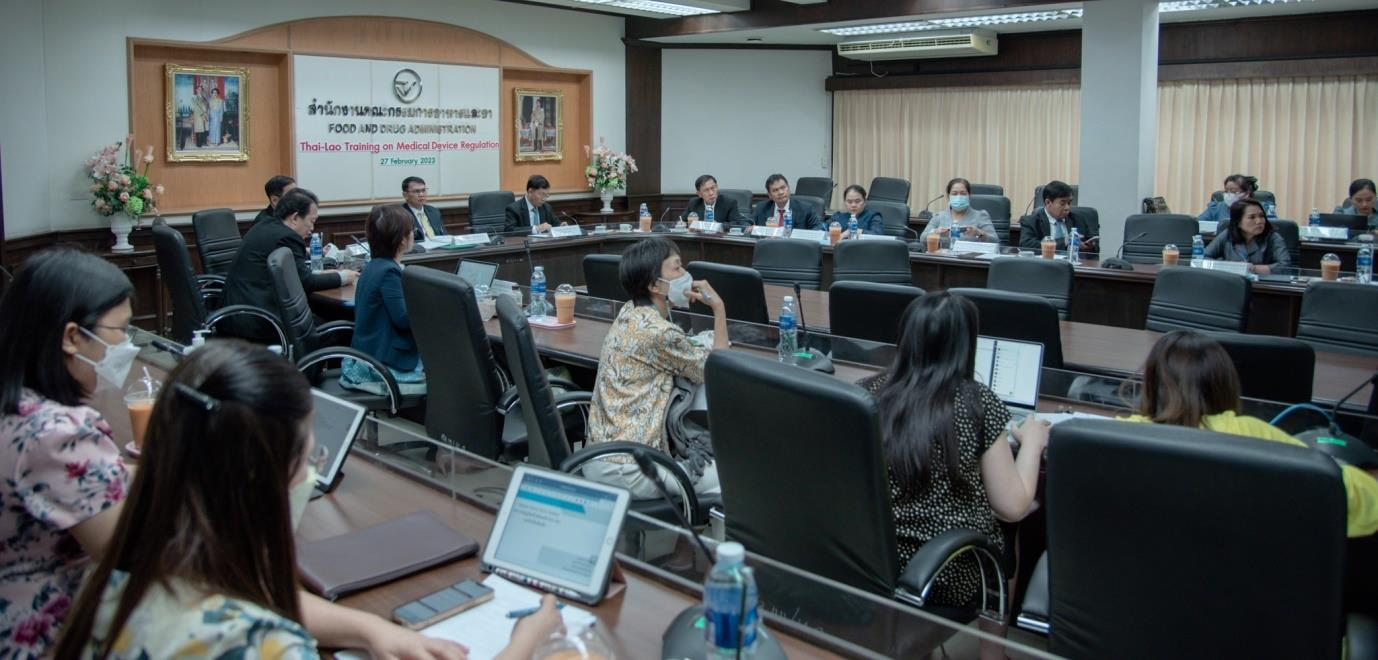 สำนักงานคณะกรรมการอาหารและยา
FOOD AND DRUG ADMINISTRATION
Thai-Lao Training on Medical Device Regulation
27 February 2023